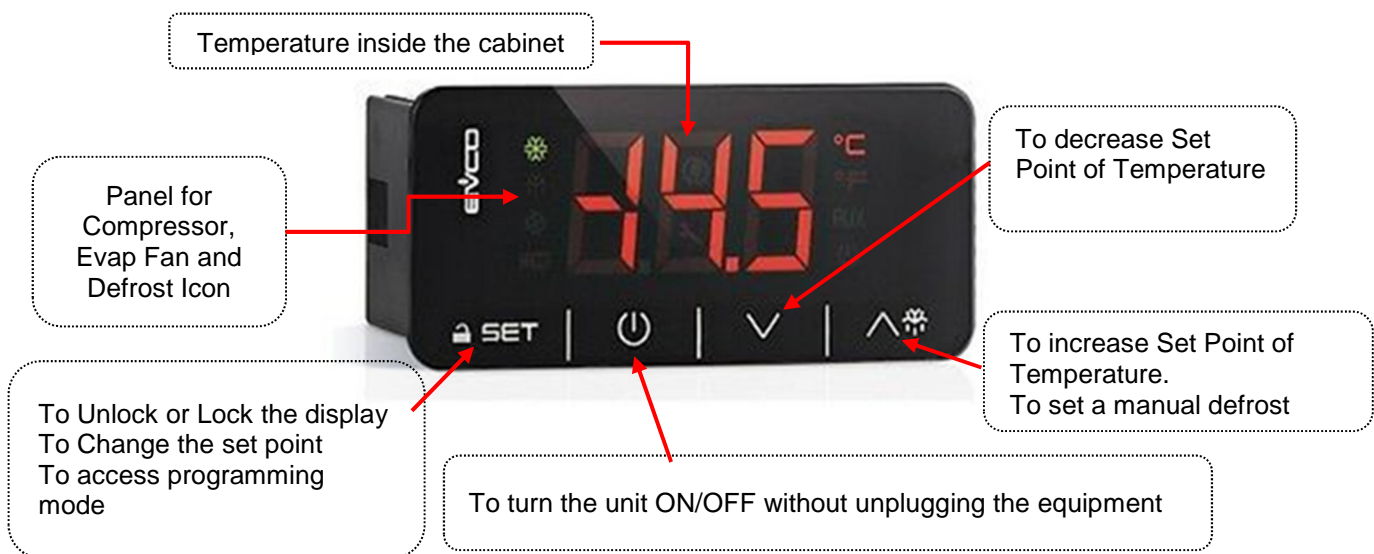 Temperature inside the cabinet
EVCO
-14.5
°C
°F
AUX
To decrease Set
Point of Temperature
Panel for
Compressor,
Evap Fan and
Defrost Icon
SET
To increase Set Point of
Temperature.
To set a manual defrost
To Unlock or Lock the display
To Change the set point
To access programming
mode
To turn the unit ON/OFF without unplugging the equipment